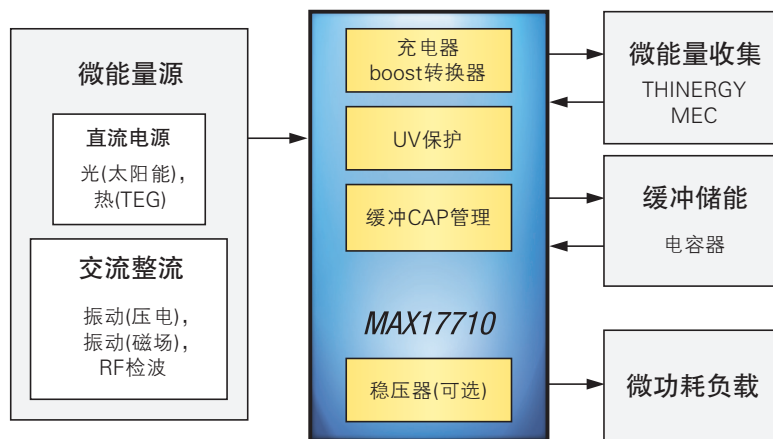 微能量源
直流电源
光(太阳能)，
热(TEG)
交流整流
振动(压电)，
振动(磁场)，
RF检波
充电器
boost转换器
UV保护
缓冲CAP管理
MAX17710
稳压器(可选)
微能量收集
THINERGY
MEC
缓冲储能
电容器
微功耗负载